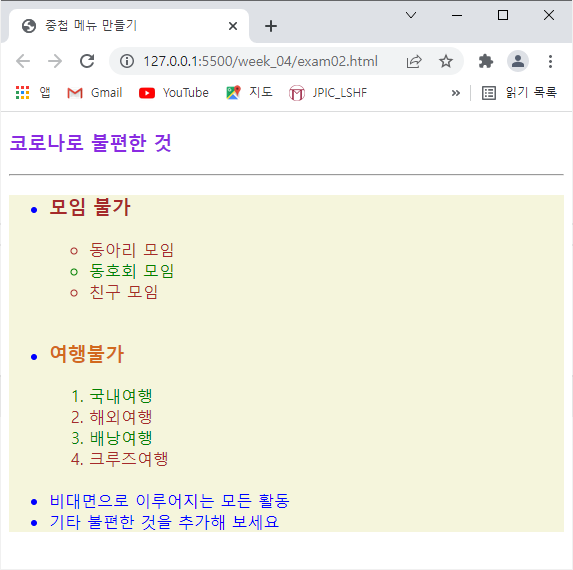 중첩 메뉴 만들기
127.0.0.1:5500/week_04/exam02.html
앱 Gmail YouTube 지도 JPIC_LSHF » 읽기 목록
코로나로 불편한 것
• 모임 불가
○ 동아리 모임
○ 동호회 모임
○ 친구 모임
• 여행불가
1. 국내여행
2. 해외여행
3. 배낭여행
4. 크루즈여행
• 비대면으로 이루어지는 모든 활동
• 기타 불편한 것을 추가해 보세요